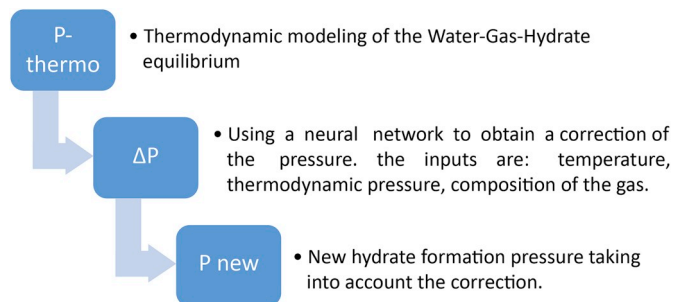 P-
thermo
• Thermodynamic modeling of the Water-Gas-Hydrate
equilibrium
ΔP
• Using a neural network to obtain a correction of
the pressure. the inputs are: temperature,
thermodynamic pressure, composition of the gas.
P new
• New hydrate formation pressure taking
into account the correction.